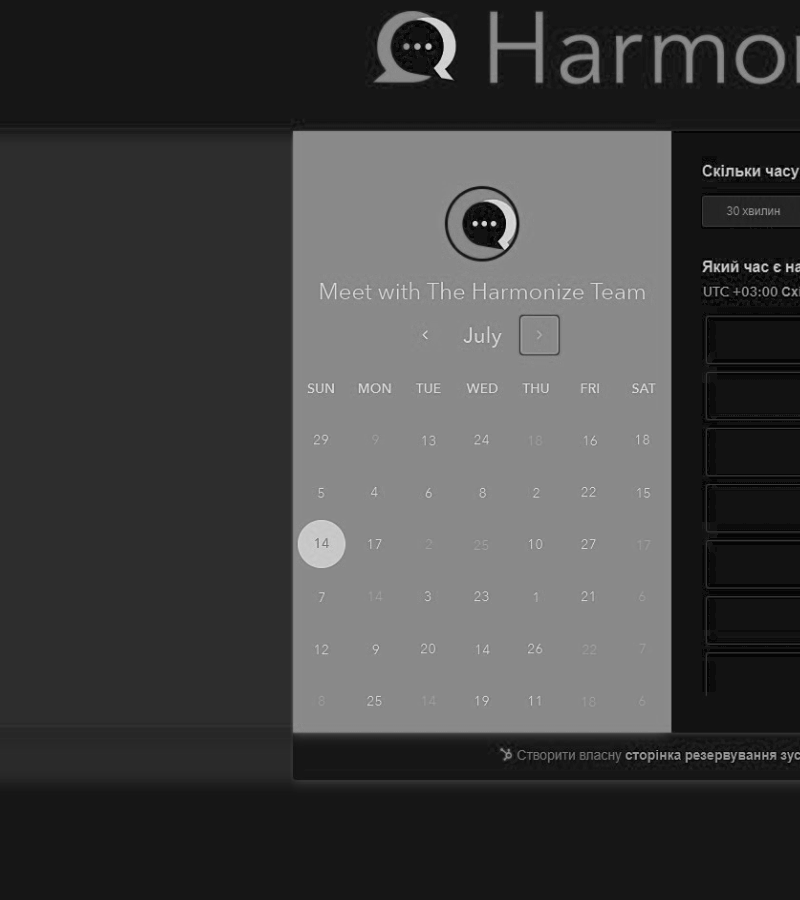 Harmon
Meet with The Harmonize Team
‹ July ›
SUN MON TUE WED THU FRI SAT
29 9 13 24 18 16 18
5 4 6 8 2 22 15
14 17 2 25 10 27 17
7 14 3 23 1 21 6
12 9 20 14 26 22 7
8 25 14 19 11 18 6
Скільки часу
30 хвилин
Який час є на
UTC +03:00 Схі
Створити власну сторінка резервування зус